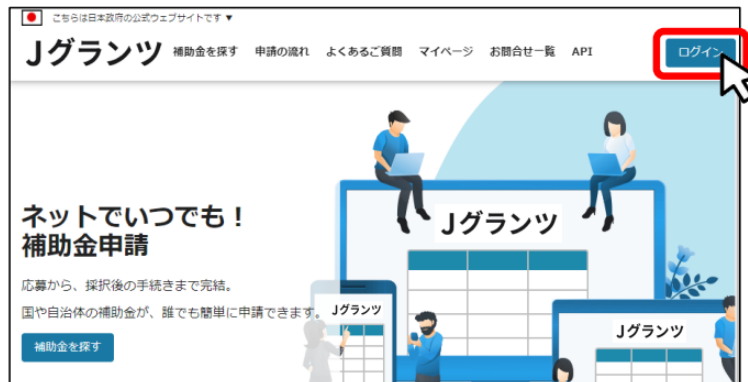 こちらは日本政府の公式ウェブサイトです ▼
Jグランツ 補助金を探す 申請の流れ よくあるご質問 マイページ お問合せ一覧 API ログイン
ネットでいつでも！
補助金申請
応募から、採択後の手続きまで完結。
国や自治体の補助金が、誰でも簡単に申請できます。
補助金を探す
Jグランツ
Jグランツ
Jグランツ